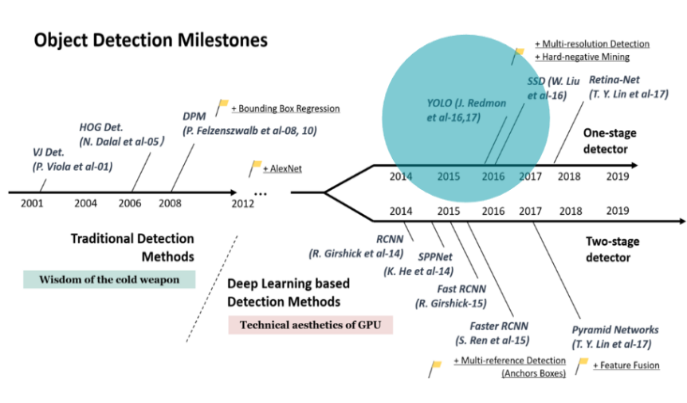 Object Detection Milestones
+ Multi-resolution Detection
+ Hard-negative Mining
SSD (W. Liu
et al-16)
Retina-Net
(T. Y. Lin et al-17)
YOLO (J. Redmon
et al-16,17)
+ Bounding Box Regression
DPM
(P. Felzenszwalb et al-08, 10)
HOG Det.
(N. Dalal et al-05)
VJ Det.
(P. Viola et al-01)
One-stage
detector
+ AlexNet
...
2001 2004 2006 2008 2012
2014 2015 2016 2017 2018 2019
2014 2015 2016 2017 2018 2019
Traditional Detection
Methods
Wisdom of the cold weapon
Deep Learning based
Detection Methods
Technical aesthetics of GPU
RCNN
(R. Girshick et al-14)
SPPNet
(K. He et al-14)
Fast RCNN
(R. Girshick-15)
Faster RCNN
(S. Ren et al-15)
Two-stage
detector
Pyramid Networks
(T. Y. Lin et al-17)
+ Multi-reference Detection
(Anchors Boxes)
+ Feature Fusion